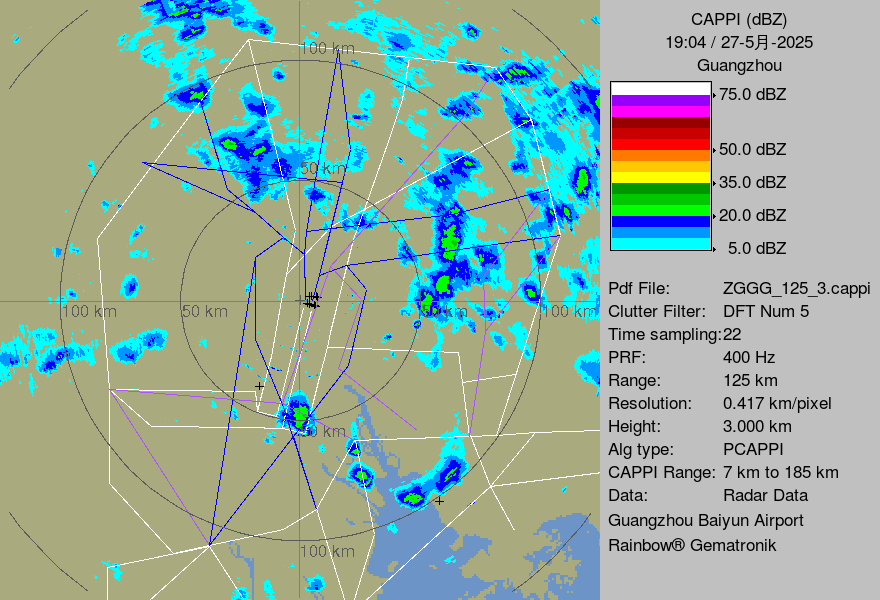 CAPPI (dBZ)
19:04 / 27-5月-2025
Guangzhou
75.0 dBZ
50.0 dBZ
35.0 dBZ
20.0 dBZ
5.0 dBZ
Pdf File: ZGGG_125_3.cappi
Clutter Filter: DFT Num 5
Time sampling:22
PRF: 400 Hz
Range: 125 km
Resolution: 0.417 km/pixel
Height: 3.000 km
Alg type: PCAPPI
CAPPI Range: 7 km to 185 km
Data: Radar Data
Guangzhou Baiyun Airport
Rainbow® Gematronik
100 km
50 km
100 km
50 km
50 km
100 km
50 km
100 km